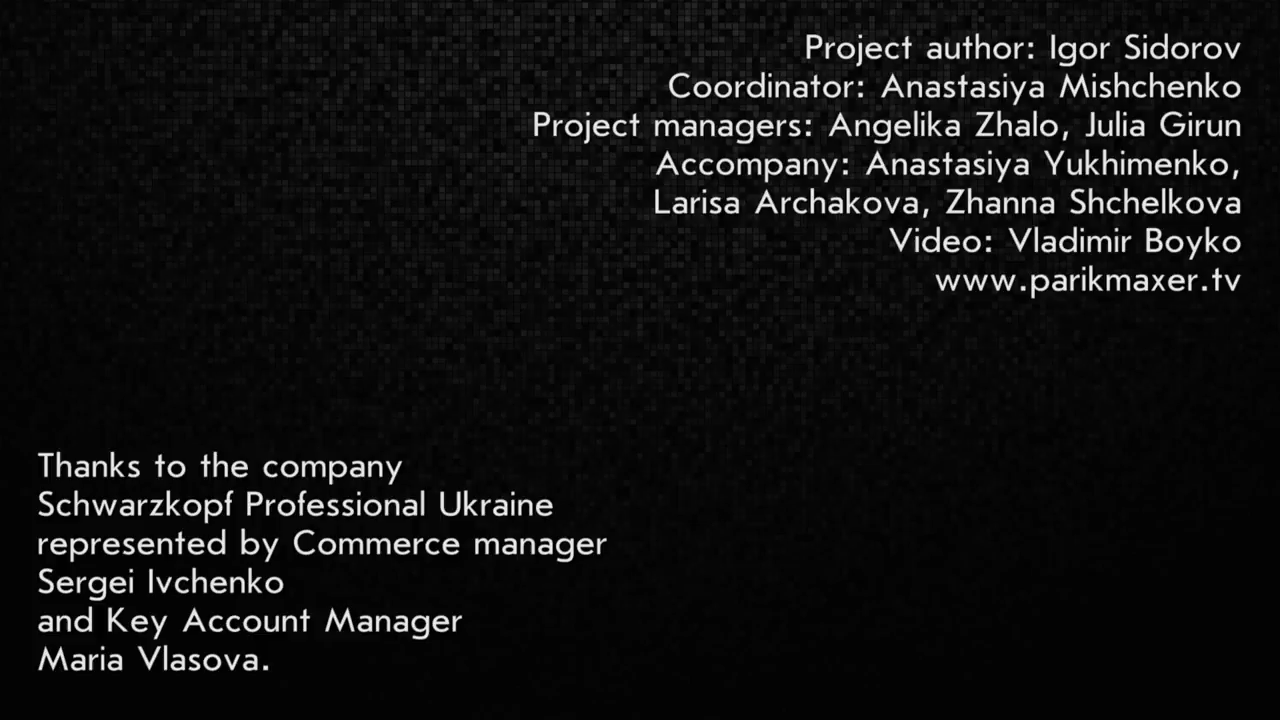 Project author: Igor Sidorov
Coordinator: Anastasiya Mishchenko
Project managers: Angelika Zhalo, Julia Girun
Accompany: Anastasiya Yukhimenko,
Larisa Archakova, Zhanna Shchelkova
Video: Vladimir Boyko
www.parikmaxer.tv
Thanks to the company
Schwarzkopf Professional Ukraine
represented by Commerce manager
Sergei Ivchenko
and Key Account Manager
Maria Vlasova.